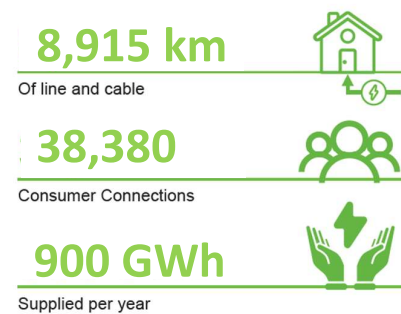 8,915 km
Of line and cable
38,380
Consumer Connections
900 GWh
Supplied per year